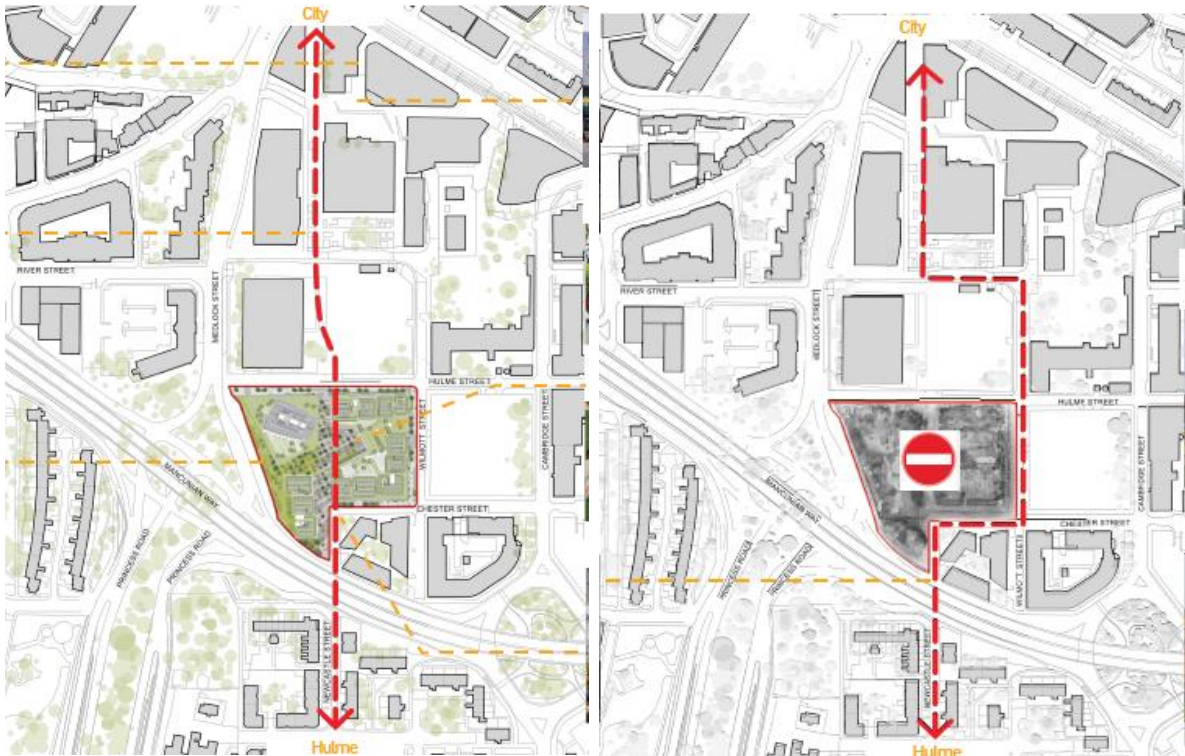 City
RIVER STREET
MEDLOCK STREET
HULME STREET
WILMOTT STREET
CAMBRIDGE STREET
MANCUNIAN WAY
CHESTER STREET
PRINCESS ROAD
PRINCESS ROAD
NEWCASTLE STREET
Hulme
City
RIVER STREET
MEDLOCK STREET
HULME STREET
CAMBRIDGE STREET
MANCUNIAN WAY
CHESTER STREET
WILMOTT STREET
PRINCESS ROAD
PRINCESS ROAD
NEWCASTLE STREET
Hulme